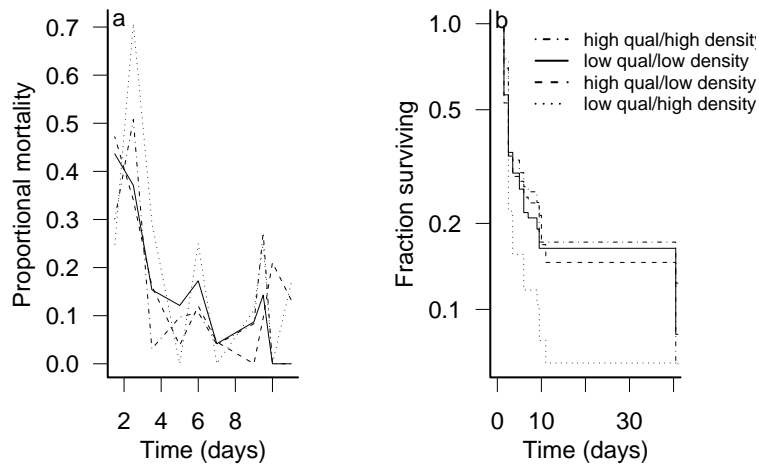 a
Proportional mortality
0.7
0.6
0.5
0.4
0.3
0.2
0.1
0.0
2 4 6 8
Time (days)
b
Fraction surviving
1.0
0.5
0.2
0.1
high qual/high density
low qual/low density
high qual/low density
low qual/high density
0 10 30
Time (days)